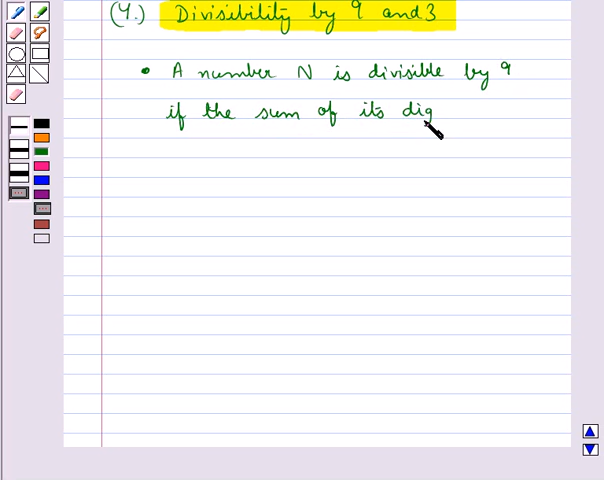 (4.) Divisibility by 9 and 3
• A number N is divisible by 9
if the sum of its dig